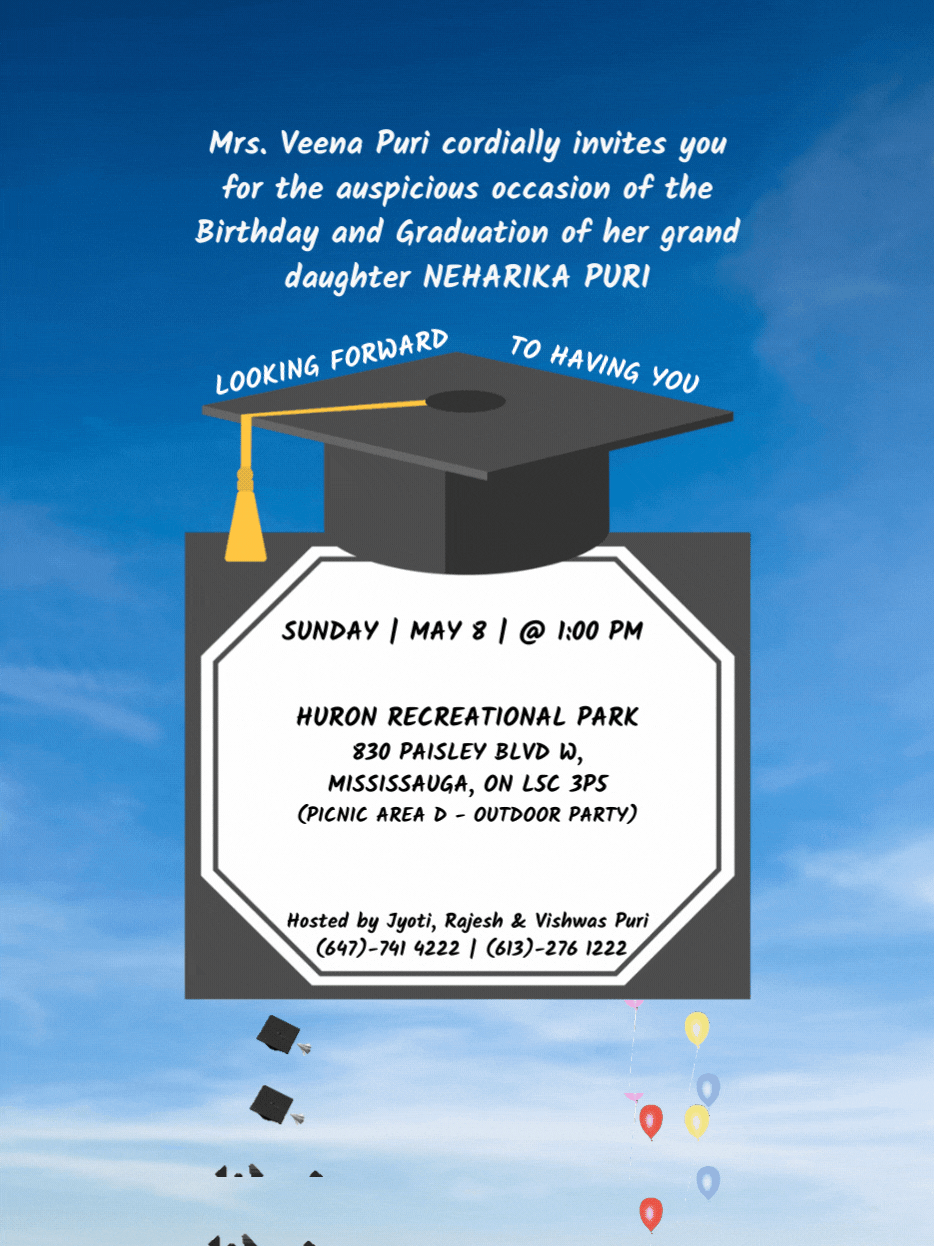 Mrs. Veena Puri cordially invites you
for the auspicious occasion of the
Birthday and Graduation of her grand
daughter NEHARIKA PURI
LOOKING FORWARD TO HAVING YOU
SUNDAY | MAY 8 | @ 1:00 PM
HURON RECREATIONAL PARK
830 PAISLEY BLVD W,
MISSISSAUGA, ON L5C 3P5
(PICNIC AREA D - OUTDOOR PARTY)
Hosted by Jyoti, Rajesh & Vishwas Puri
(647)-741 4222 | (613)-276 1222